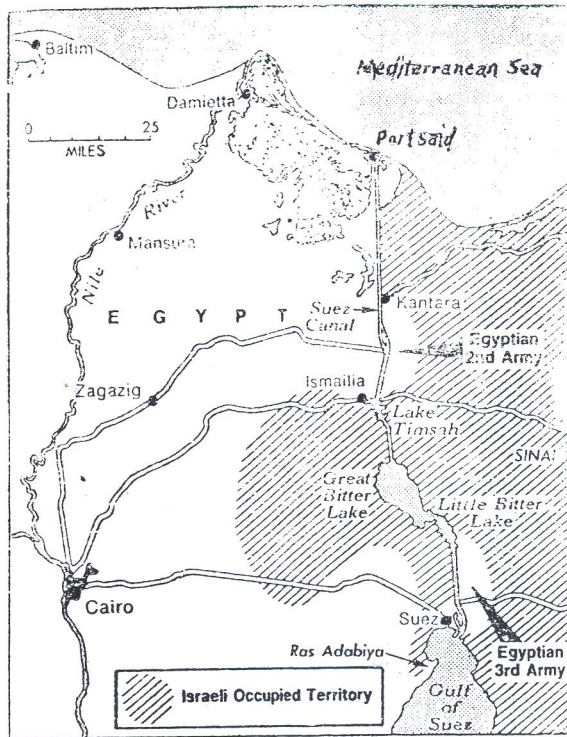 Baltim
Mediterranean Sea
Damietta
0 25
MILES
Port Said
River
Mansura
Nile
EGYPT
Suez
Canal
Kantara
Egyptian
2nd Army
Zagazig
Ismailia
Lake
Timsah
SINAI
Great
Bitter
Lake
Little Bitter
Lake
Cairo
Suez
Ras Adabiya
Egyptian
3rd Army
Israeli Occupied Territory
Gulf
of
Suez